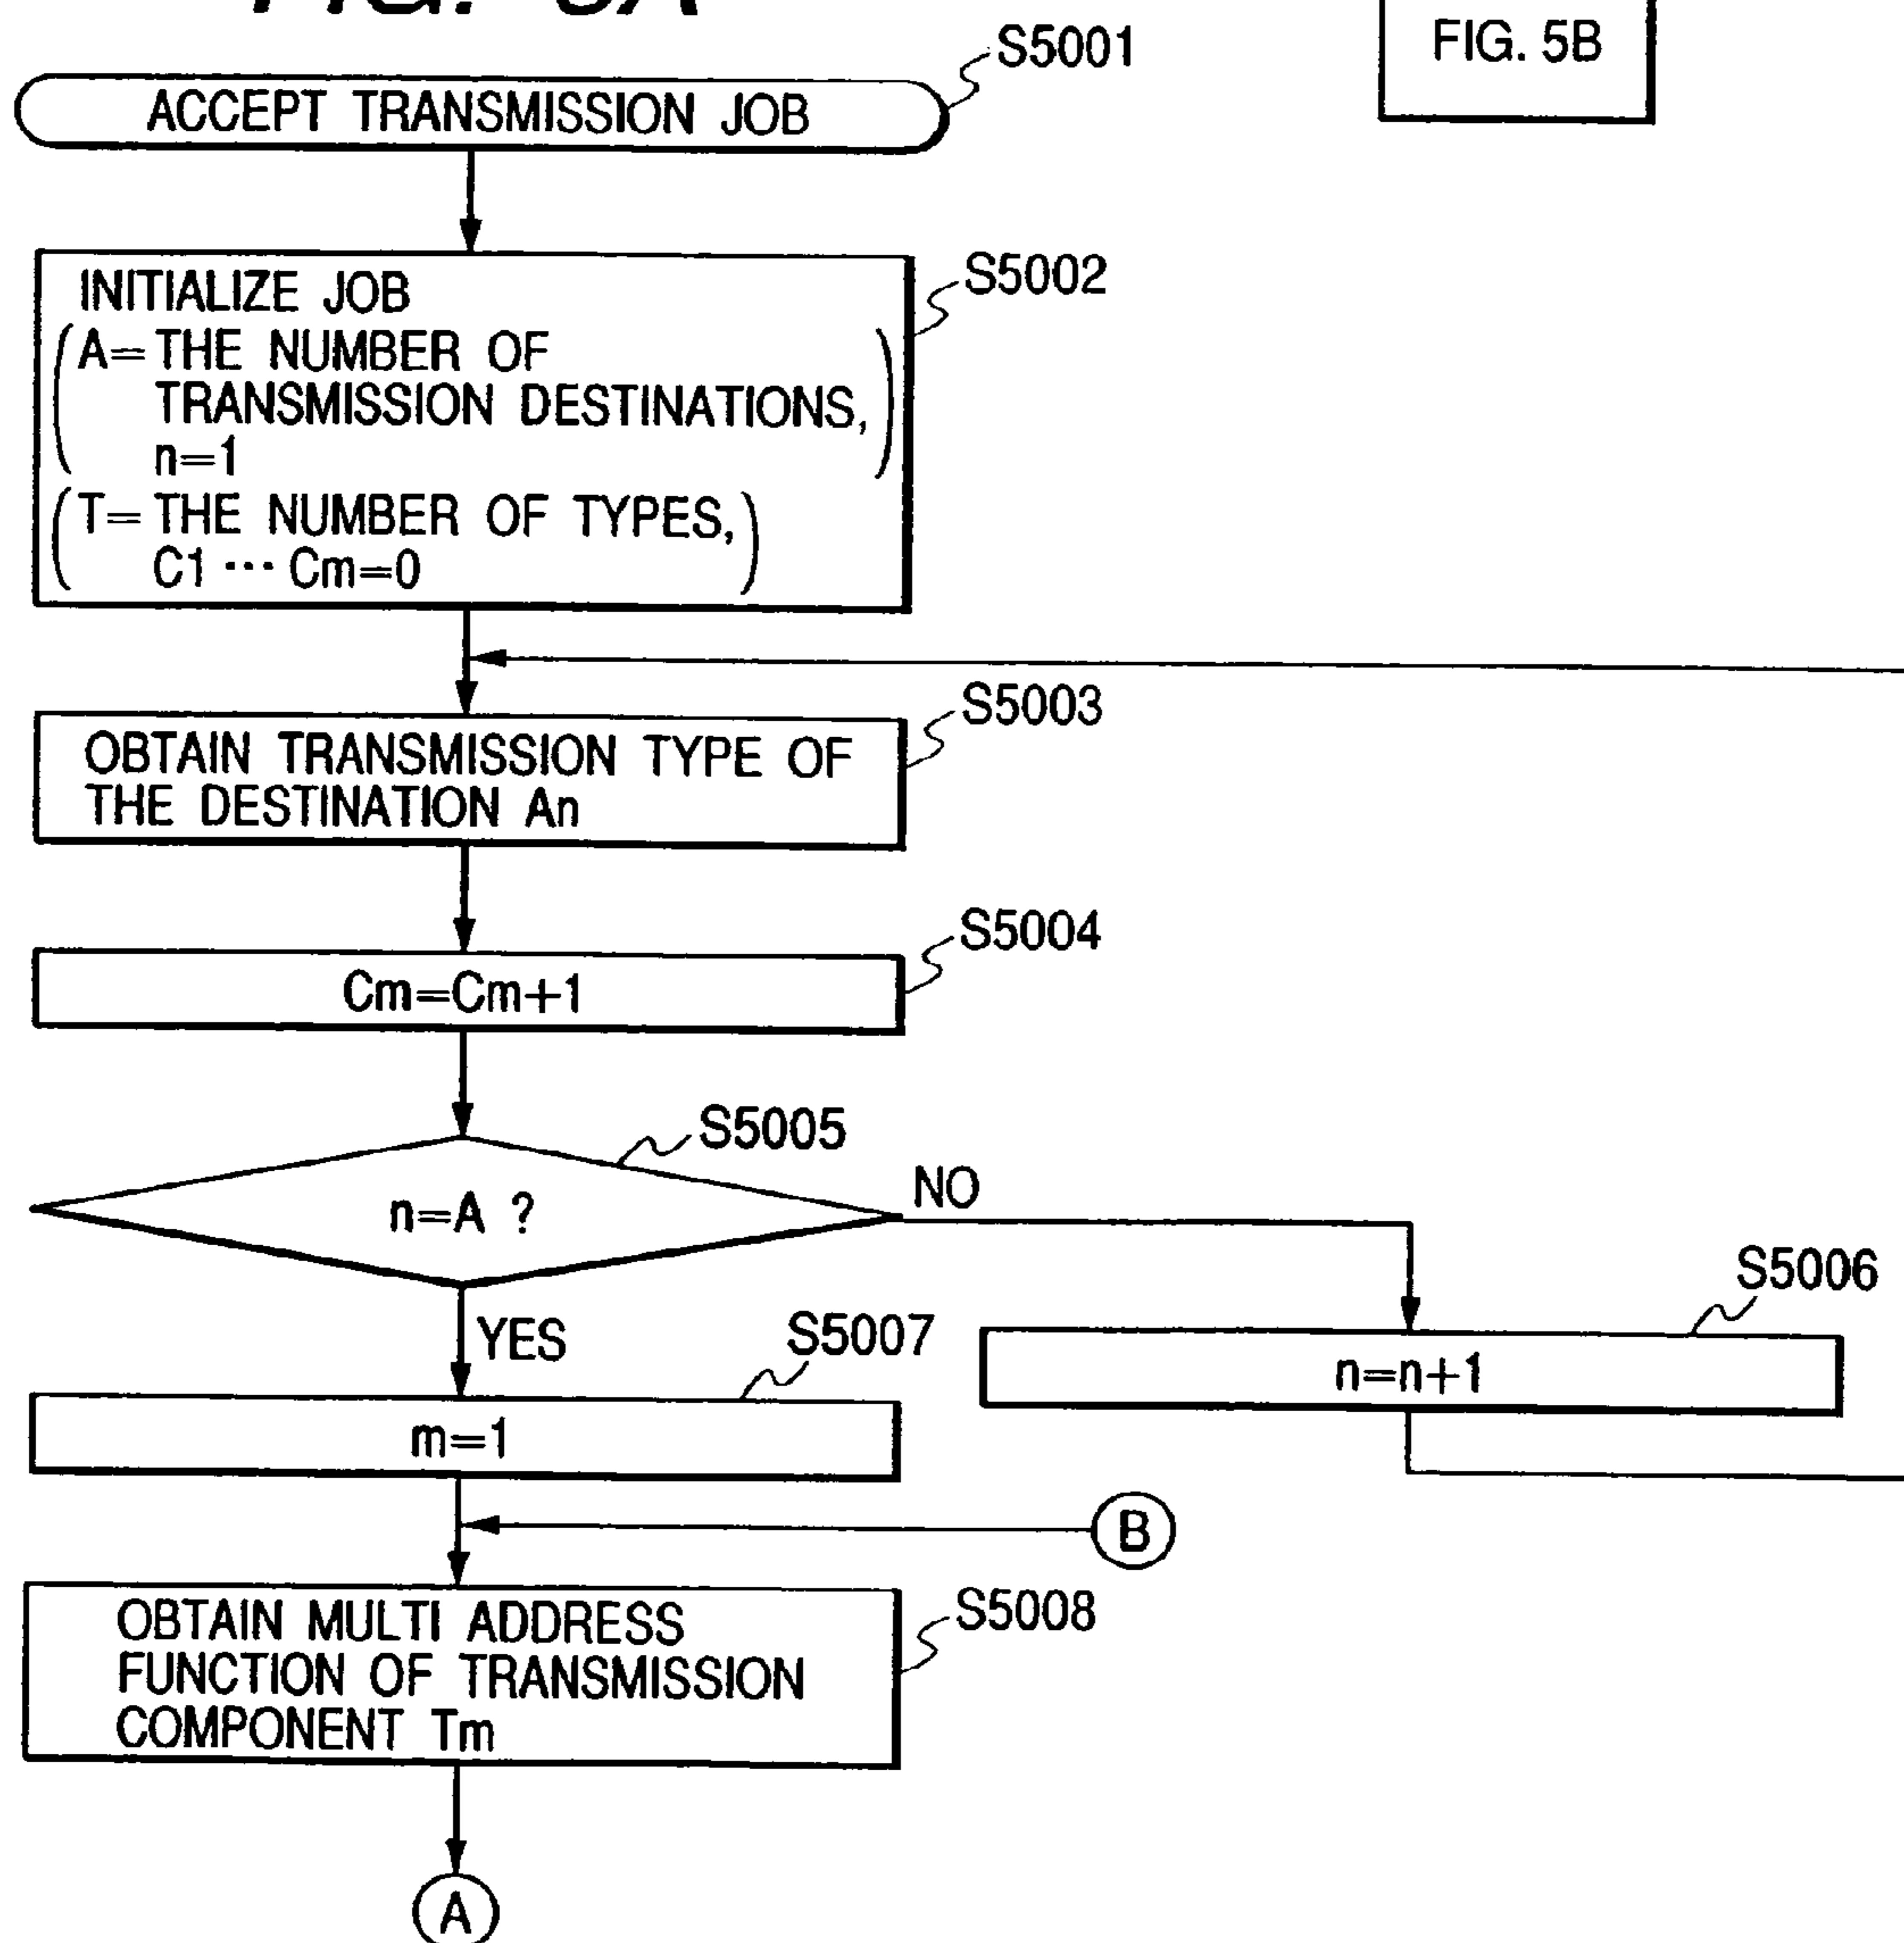 FIG. 5A
FIG. 5B
S5001
ACCEPT TRANSMISSION JOB
S5002
INITIALIZE JOB
(A=THE NUMBER OF
TRANSMISSION DESTINATIONS,
n=1)
(T=THE NUMBER OF TYPES,
C1 ··· Cm=0)
S5003
OBTAIN TRANSMISSION TYPE OF
THE DESTINATION An
S5004
Cm=Cm+1
S5005
n=A ?
NO
S5006
n=n+1
YES
S5007
m=1
B
S5008
OBTAIN MULTI ADDRESS
FUNCTION OF TRANSMISSION
COMPONENT Tm
A